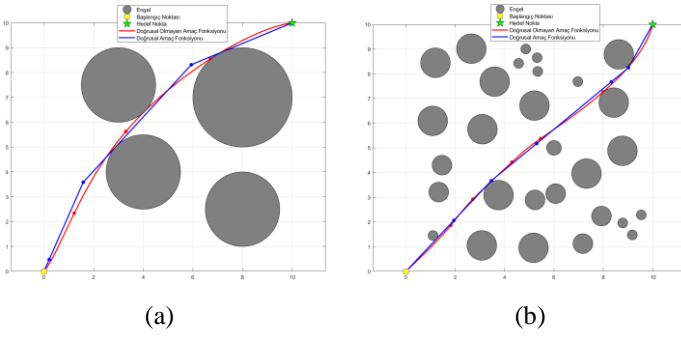 Engel
Başlangıç Noktası
Hedef Nokta
Doğrusal Olmayan Amaç Fonksiyonu
Doğrusal Amaç Fonksiyonu
10
9
8
7
6
5
4
3
2
1
0
0 2 4 6 8 10
(a)
Engel
Başlangıç Noktası
Hedef Nokta
Doğrusal Olmayan Amaç Fonksiyonu
Doğrusal Amaç Fonksiyonu
10
9
8
7
6
5
4
3
2
1
0
0 2 4 6 8 10
(b)